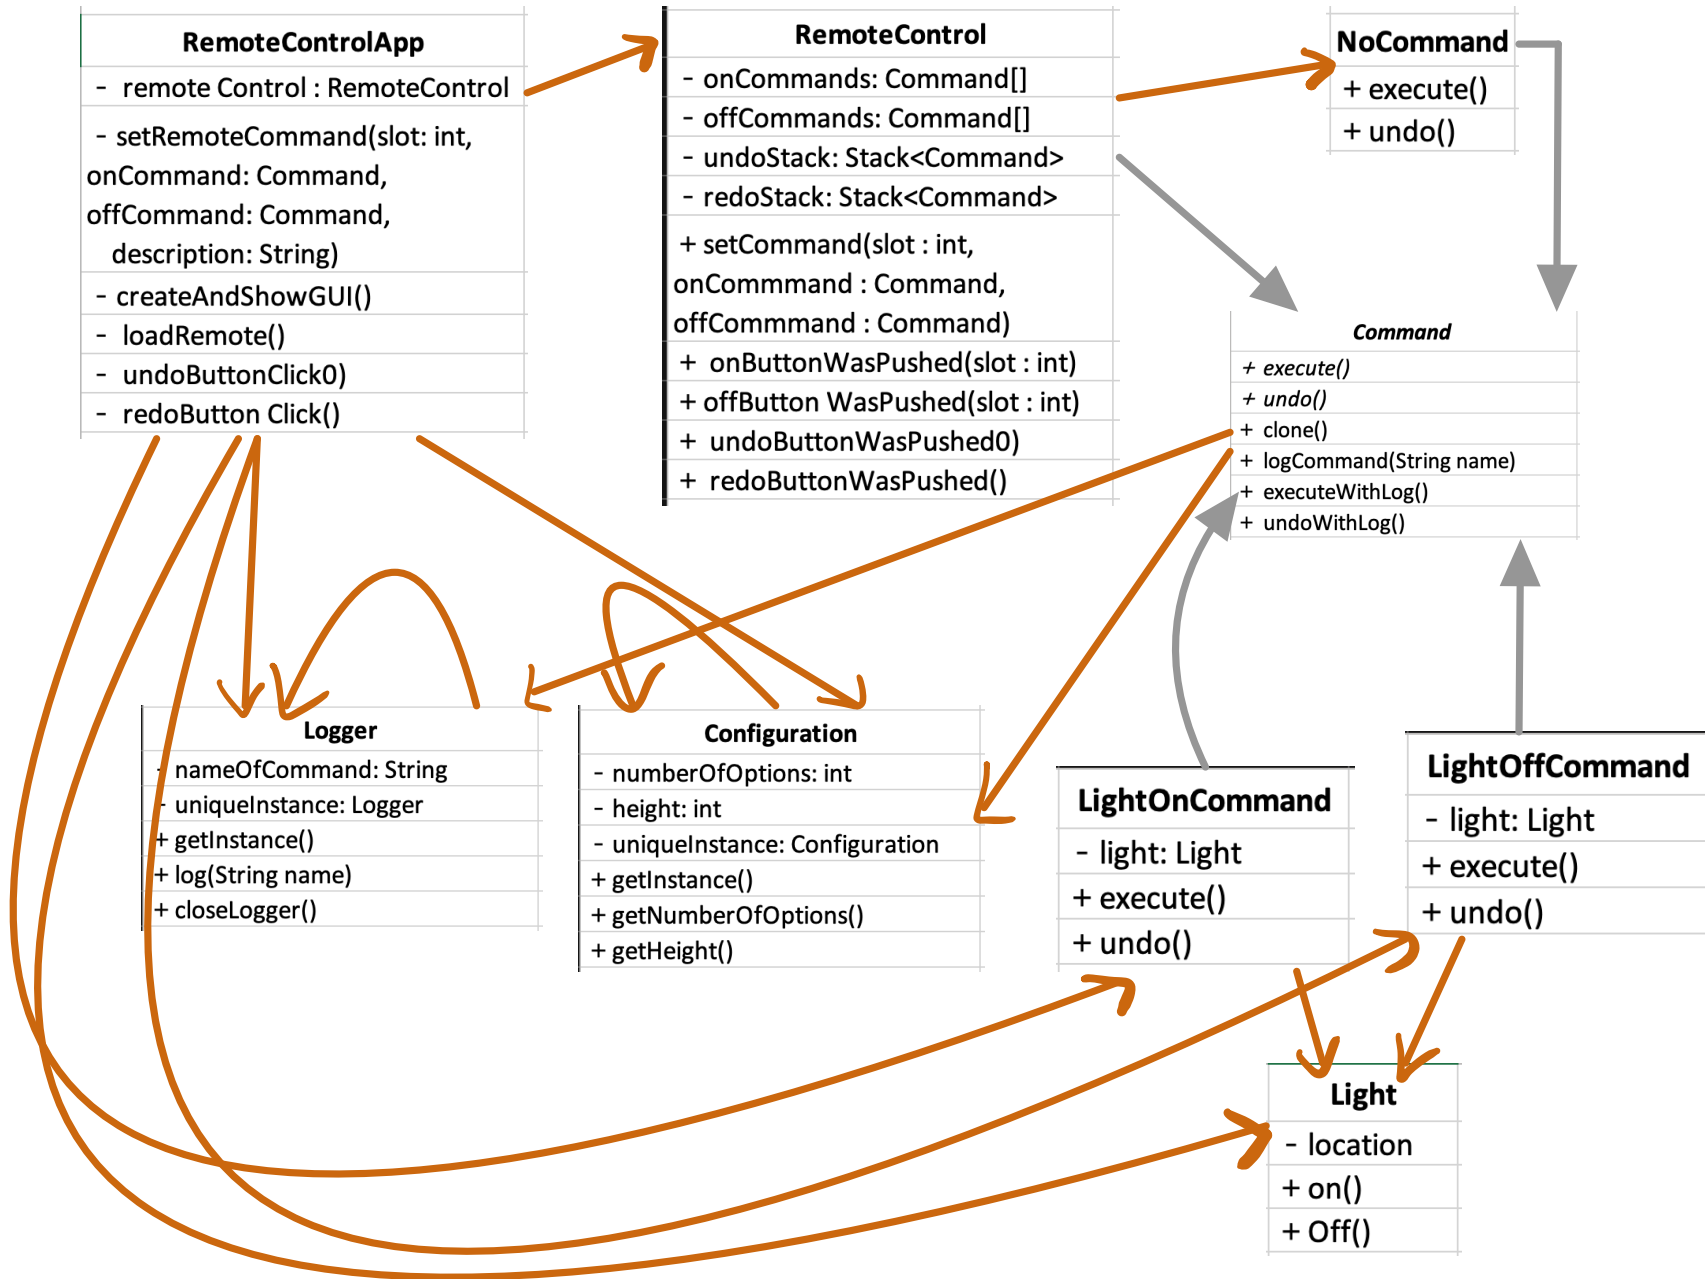 RemoteControlApp
- remote Control : RemoteControl
- setRemoteCommand(slot: int,
onCommand: Command,
offCommand: Command,
description: String)
- createAndShowGUI()
- loadRemote()
- undoButtonClick0)
- redoButton Click()
RemoteControl
- onCommands: Command[]
- offCommands: Command[]
- undoStack: Stack<Command>
- redoStack: Stack<Command>
+ setCommand(slot : int,
onCommmand : Command,
offCommmand : Command)
+ onButtonWasPushed(slot : int)
+ offButton WasPushed(slot : int)
+ undoButtonWasPushed0)
+ redoButtonWasPushed()
NoCommand
+ execute()
+ undo()
Command
+ execute()
+ undo()
+ clone()
+ logCommand(String name)
+ executeWithLog()
+ undoWithLog()
Logger
- nameOfCommand: String
- uniqueInstance: Logger
+ getInstance()
+ log(String name)
+ closeLogger()
Configuration
- numberOfOptions: int
- height: int
- uniqueInstance: Configuration
+ getInstance()
+ getNumberOfOptions()
+ getHeight()
LightOnCommand
- light: Light
+ execute()
+ undo()
LightOffCommand
- light: Light
+ execute()
+ undo()
Light
- location
+ on()
+ Off()